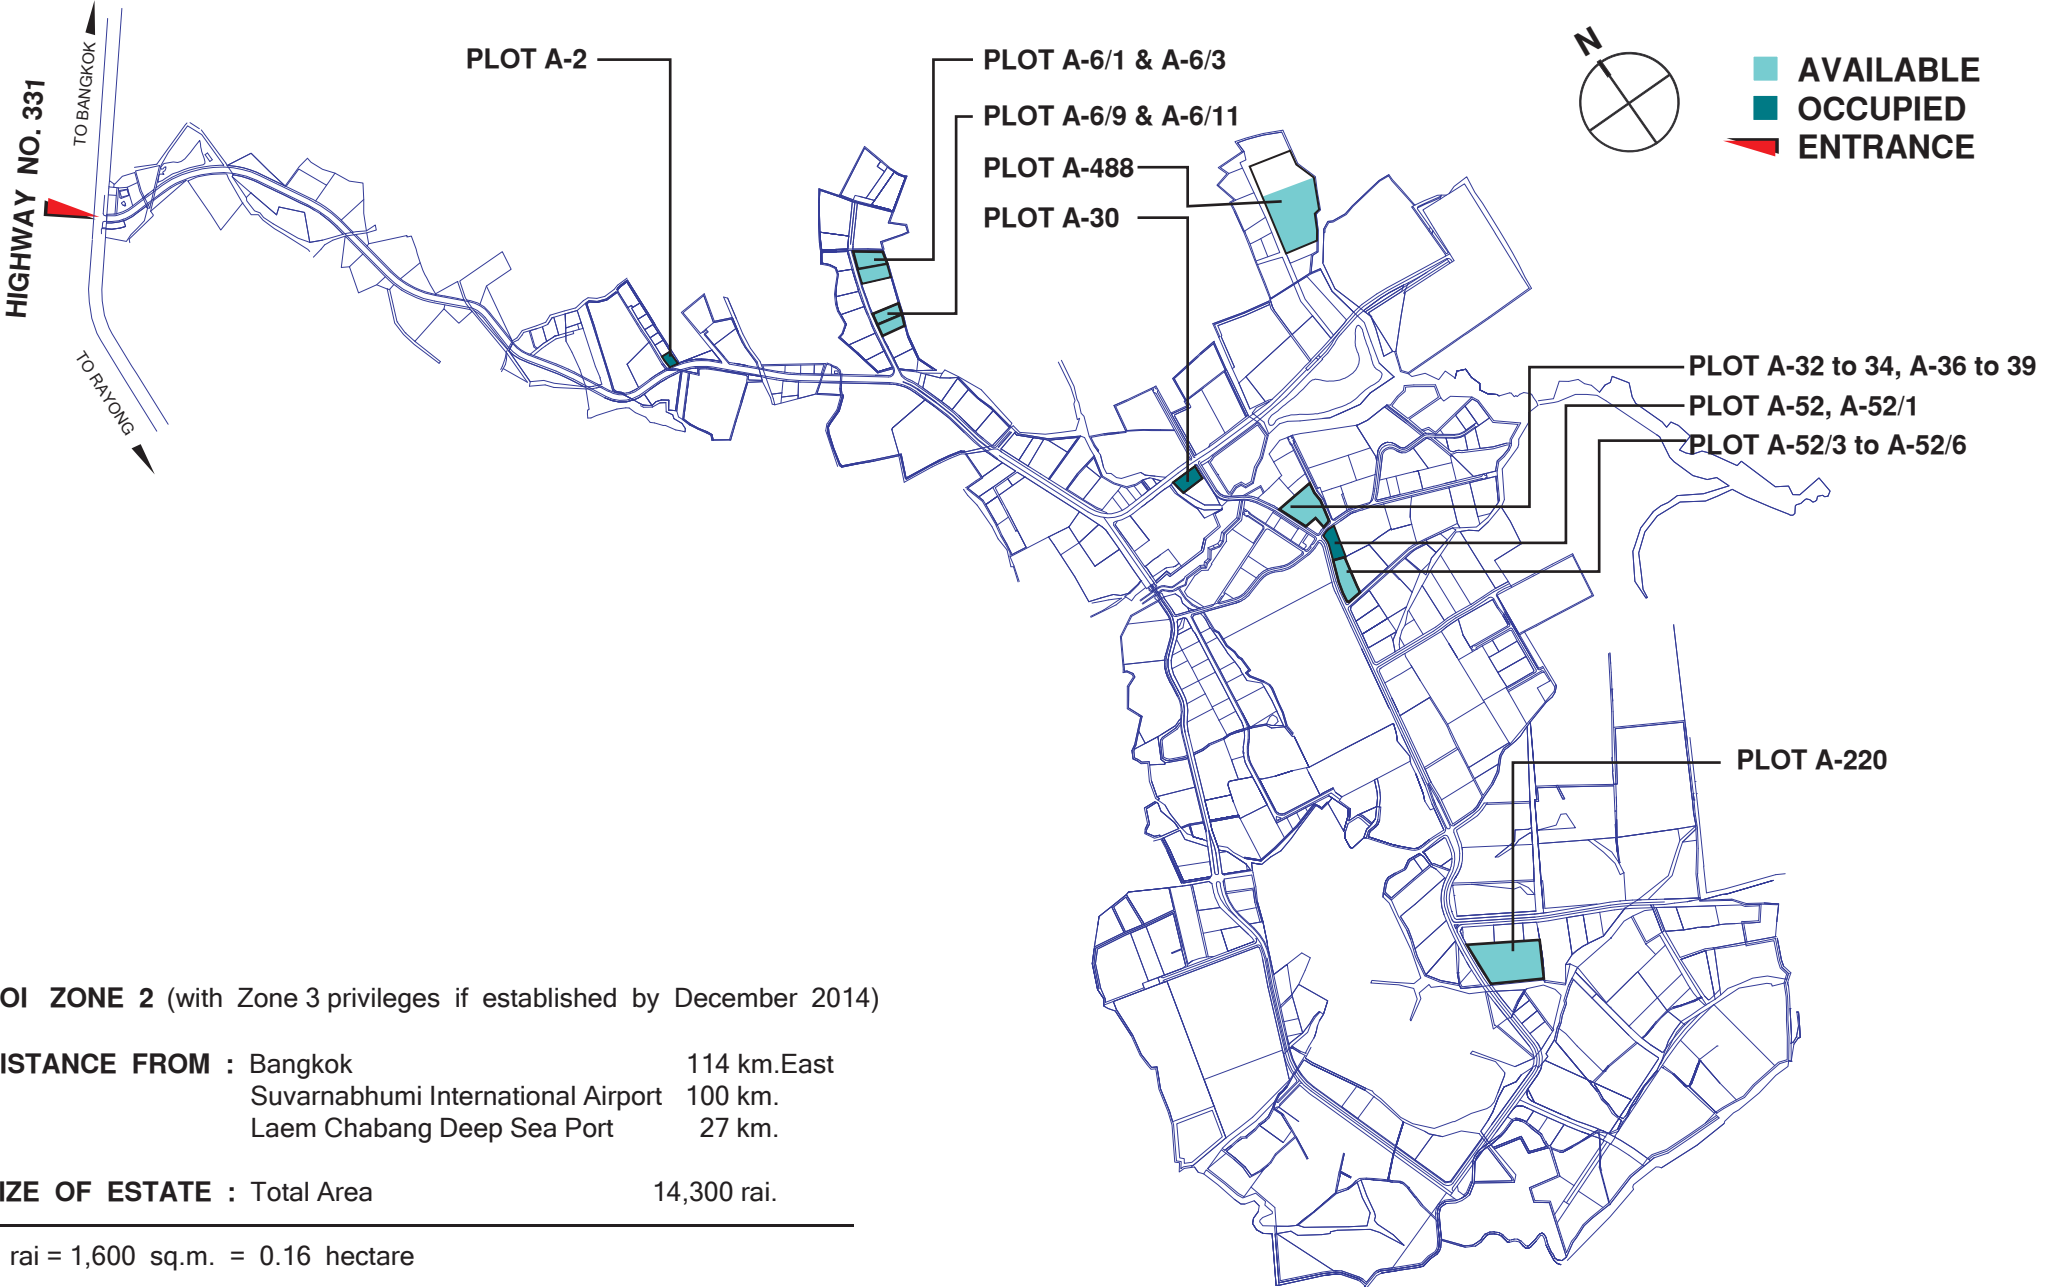 TO BANGKOK
HIGHWAY NO. 331
TO RAYONG
PLOT A-2
PLOT A-6/1 & A-6/3
PLOT A-6/9 & A-6/11
PLOT A-488
PLOT A-30
N
AVAILABLE
OCCUPIED
ENTRANCE
PLOT A-32 to 34, A-36 to 39
PLOT A-52, A-52/1
PLOT A-52/3 to A-52/6
PLOT A-220
OI ZONE 2 (with Zone 3 privileges if established by December 2014)
ISTANCE FROM : Bangkok 114 km.East
Suvarnabhumi International Airport 100 km.
Laem Chabang Deep Sea Port 27 km.
IZE OF ESTATE : Total Area 14,300 rai.
rai = 1,600 sq.m. = 0.16 hectare